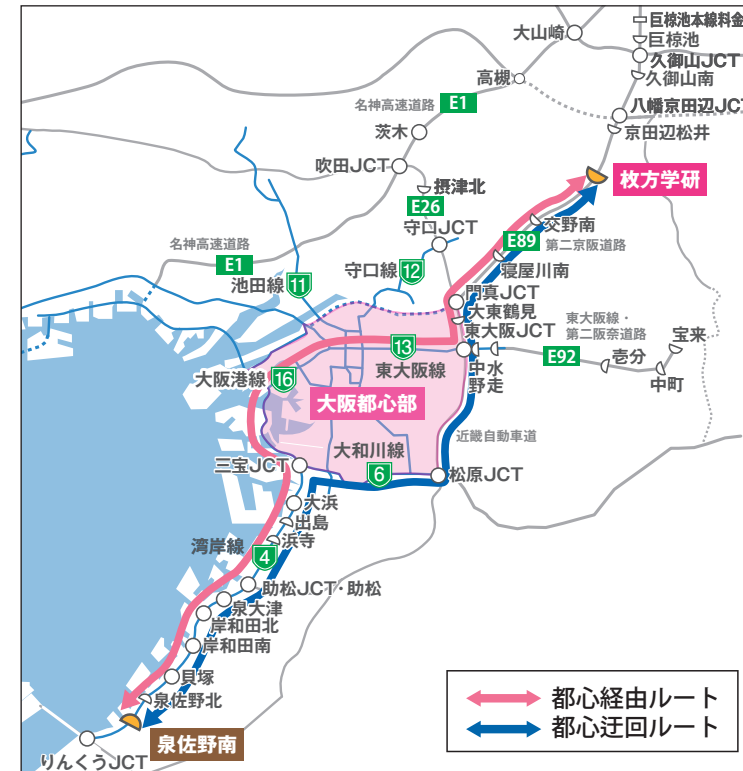 巨椋池本線料金
大山崎
巨椋池
久御山JCT
高槻
久御山南
名神高速道路
E1
八幡京田辺JCT
茨木
京田辺松井
吹田JCT
枚方学研
摂津北
E26
守口JCT
交野南
E89
第二京阪道路
名神高速道路
E1
守口線
12
寝屋川南
池田線
11
門真JCT
大東鶴見
東大阪JCT
東大阪線・
第二阪奈道路
宝来
13
E92
壱分
大阪港線
16
東大阪線
中野
水走
中町
大阪都心部
近畿自動車道
大和川線
6
三宝JCT
松原JCT
大浜
出島
浜寺
湾岸線
4
助松JCT・助松
泉大津
岸和田北
岸和田南
貝塚
泉佐野北
泉佐野南
りんくうJCT
都心経由ルート
都心迂回ルート